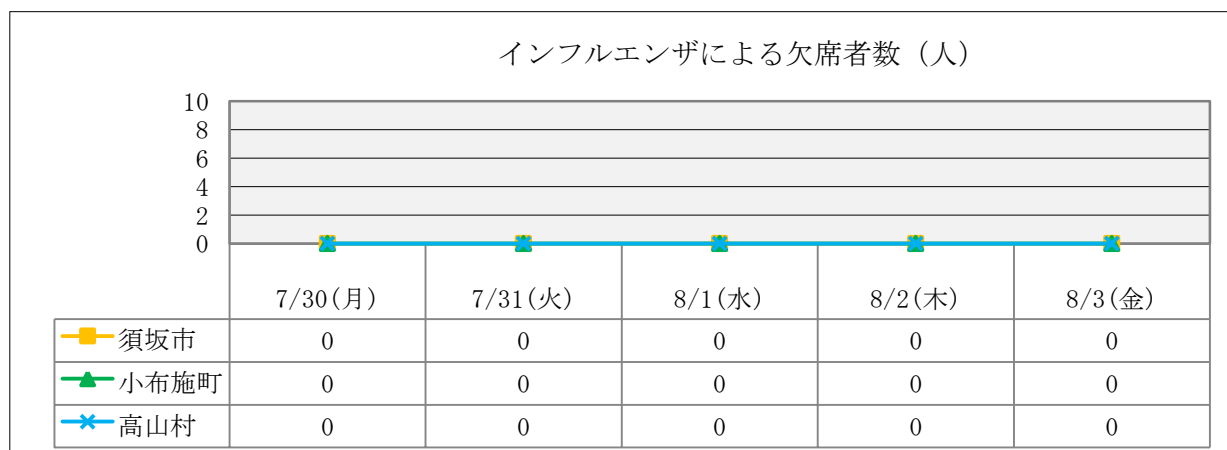 インフルエンザによる欠席者数（人）
10
8
6
4
2
0
7/30(月) 7/31(火) 8/1(水) 8/2(木) 8/3(金)
須坂市 0 0 0 0 0
小布施町 0 0 0 0 0
高山村 0 0 0 0 0